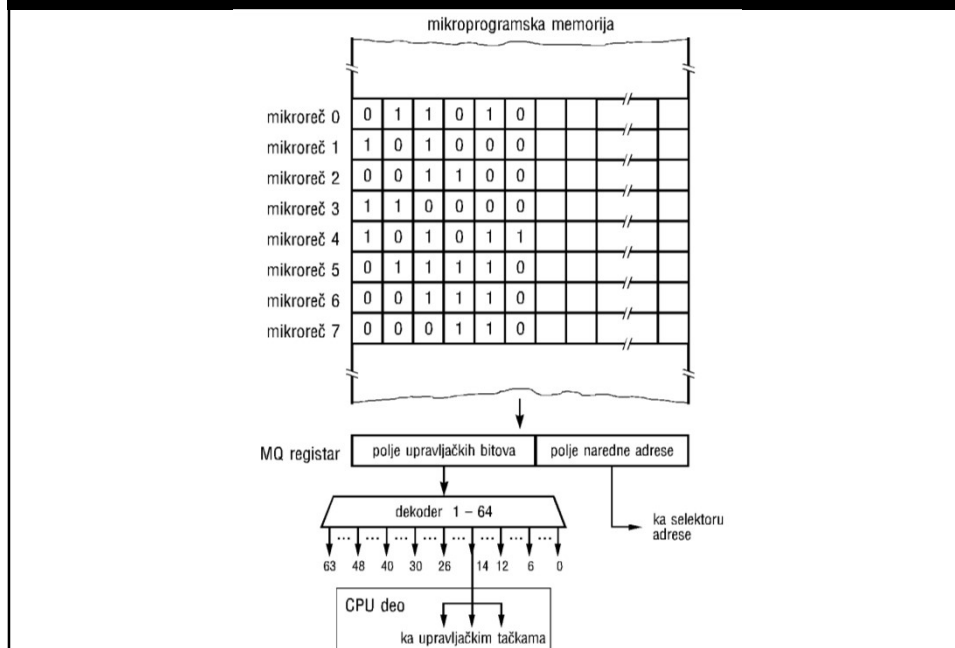 mikroprogramska memorija
mikroreč 0 0 1 1 0 1 0
mikroreč 1 1 0 1 0 0 0
mikroreč 2 0 0 1 1 0 0
mikroreč 3 1 1 0 0 0 0
mikroreč 4 1 0 1 0 1 1
mikroreč 5 0 1 1 1 1 0
mikroreč 6 0 0 1 1 1 0
mikroreč 7 0 0 0 1 1 0
MQ registar polje upravljačkih bitova polje naredne adrese
dekoder 1 – 64
ka selektoru
adrese
... ... ... ... ... ... ... ...
63 48 40 30 26 14 12 6 0
CPU deo
ka upravljačkim tačkama